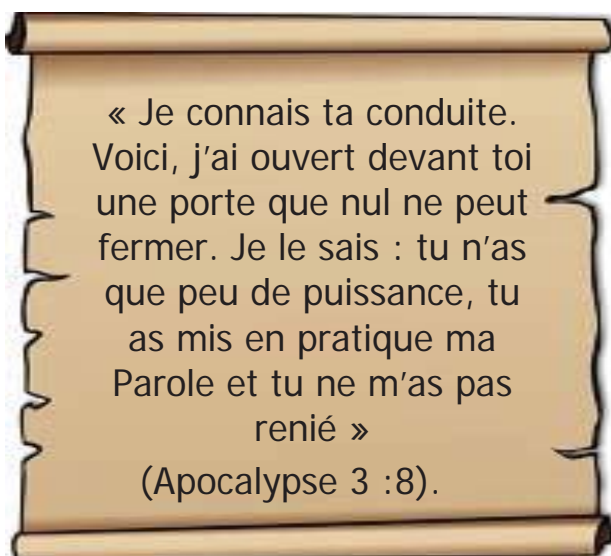 « Je connais ta conduite.
Voici, j'ai ouvert devant toi
une porte que nul ne peut
fermer. Je le sais : tu n'as
que peu de puissance, tu
as mis en pratique ma
Parole et tu ne m'as pas
renié »
(Apocalypse 3 :8).